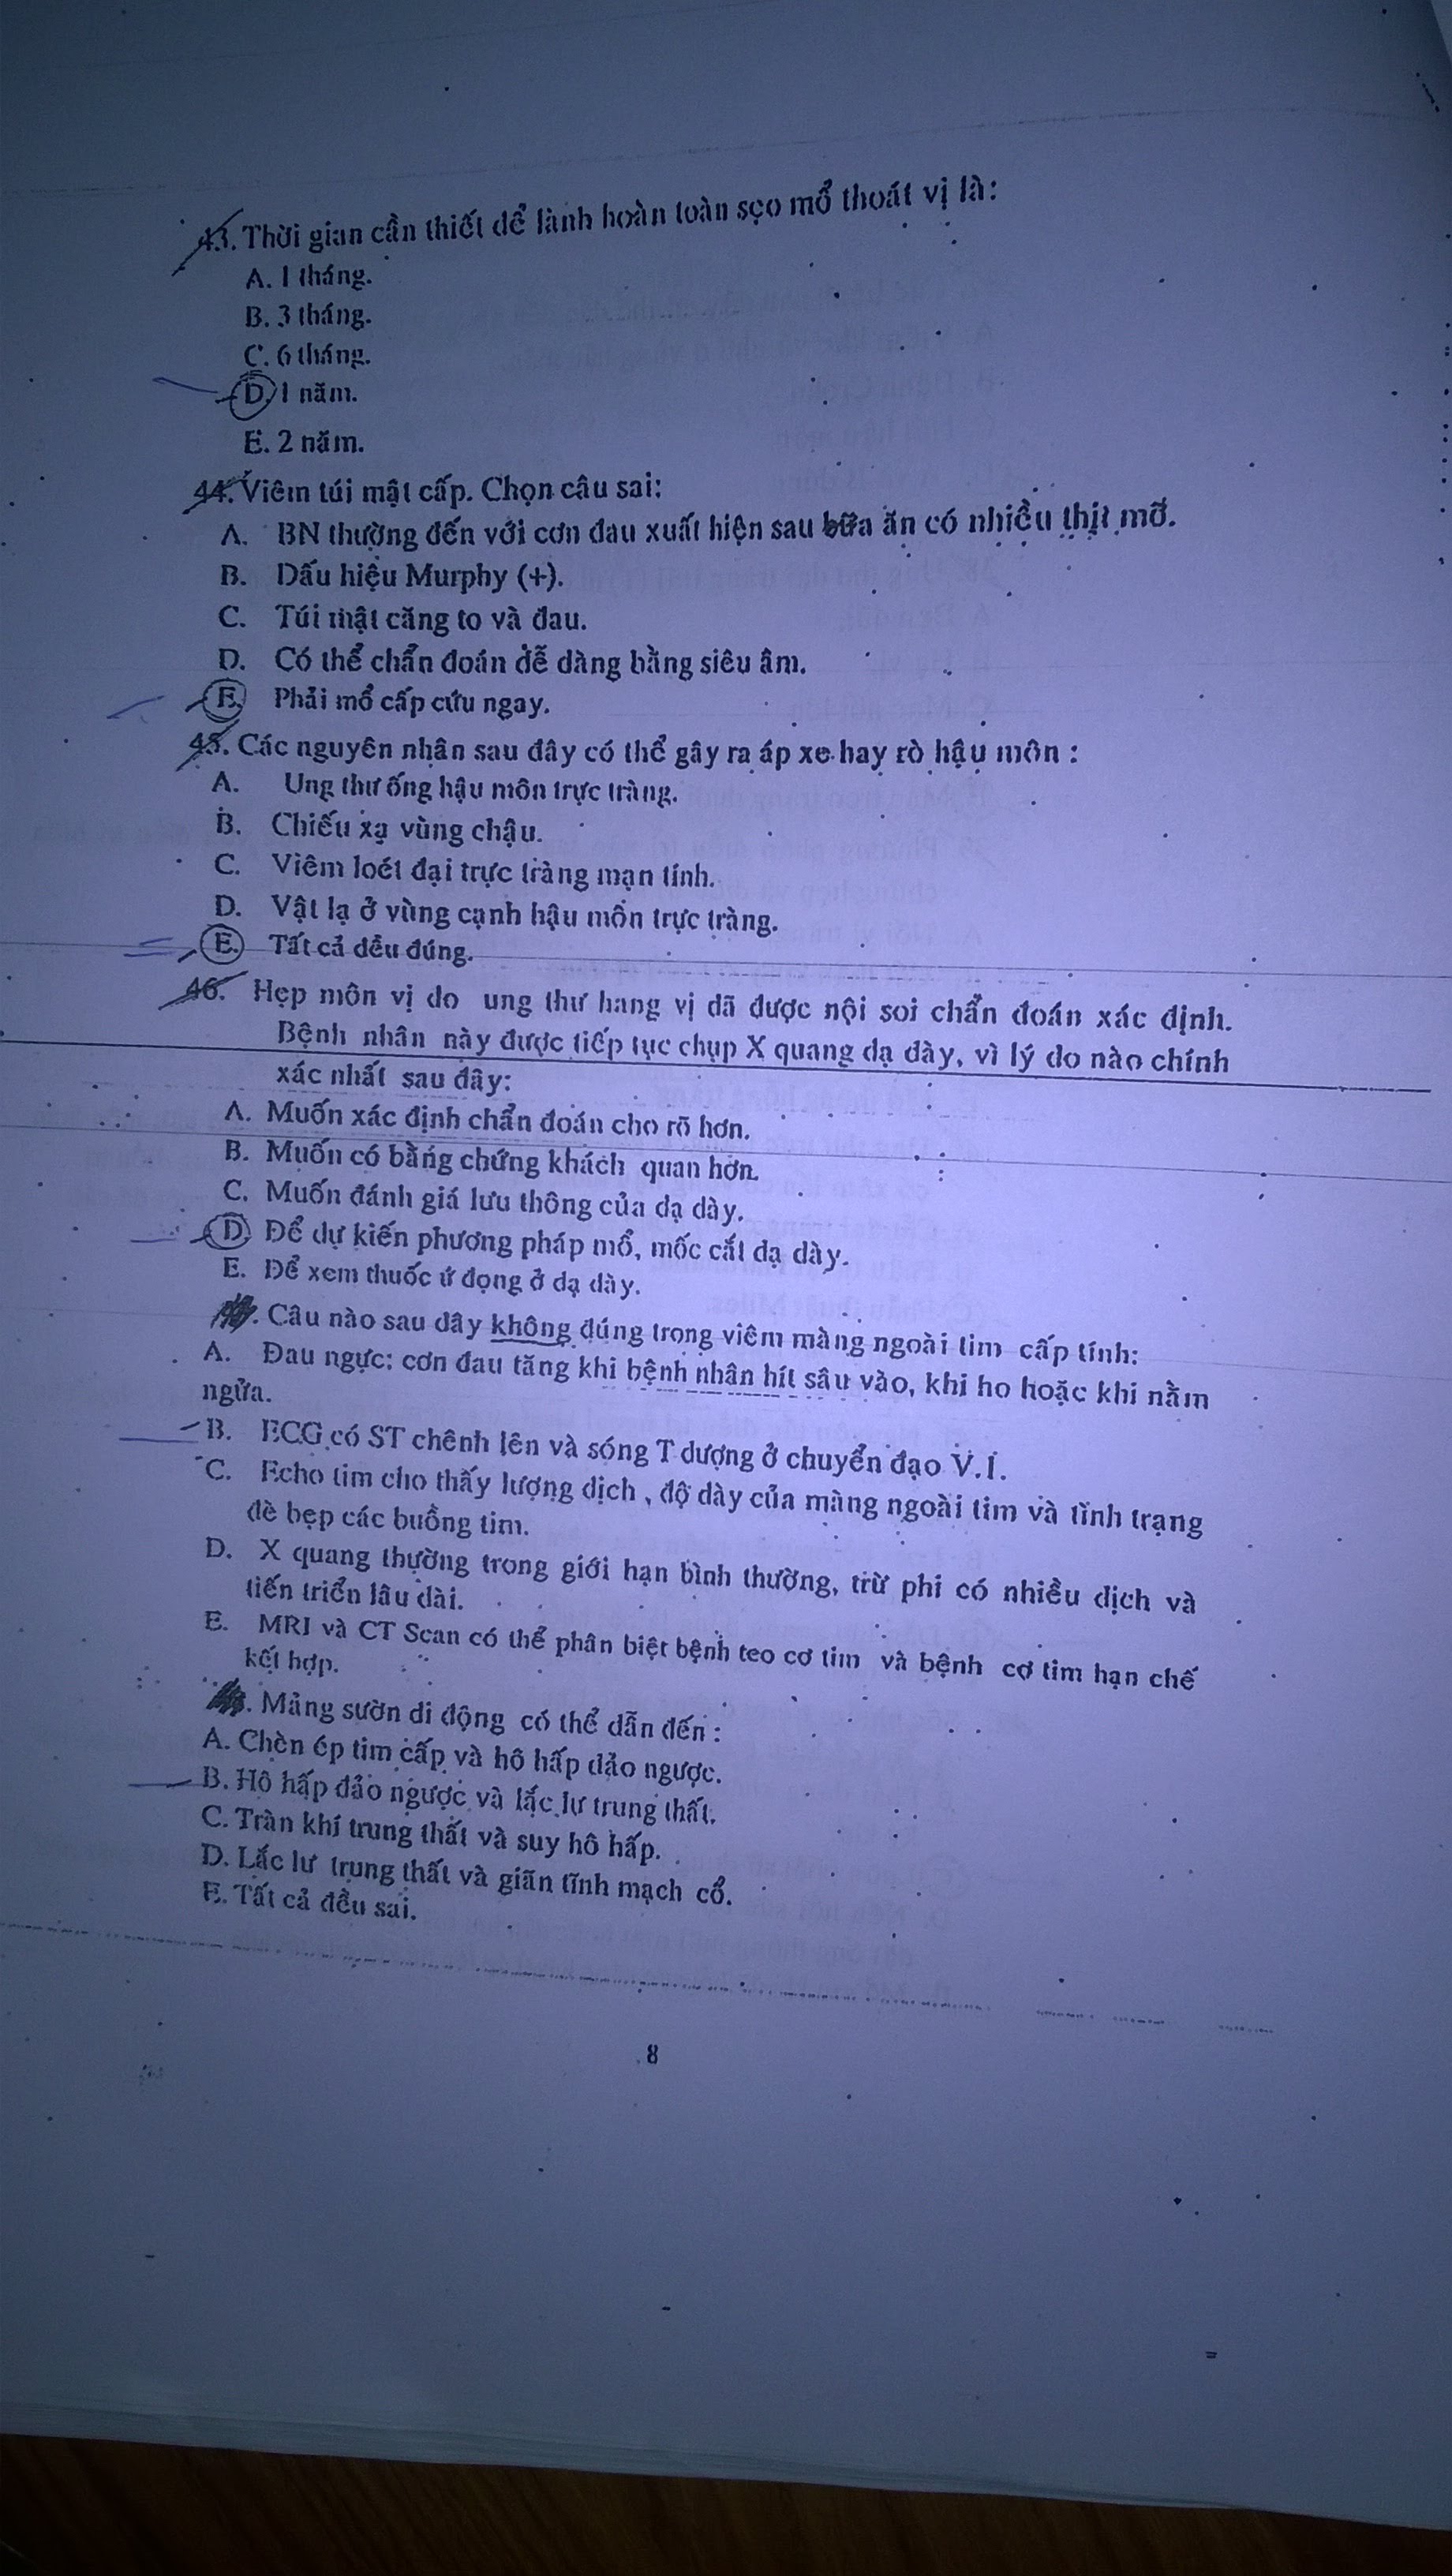 43. Thời gian cần thiết để lành hoàn toàn sẹo mổ thoát vị là:
A. 1 tháng.
B. 3 tháng.
C. 6 tháng.
D. 1 năm.
E. 2 năm.
44. Viêm túi mật cấp. Chọn câu sai:
A. BN thường đến với cơn đau xuất hiện sau bữa ăn có nhiều thịt mỡ.
B. Dấu hiệu Murphy (+).
C. Túi mật căng to và đau.
D. Có thể chẩn đoán dễ dàng bằng siêu âm.
E. Phải mổ cấp cứu ngay.
45. Các nguyên nhân sau đây có thể gây ra áp xe hay rò hậu môn :
A. Ung thư ống hậu môn trực tràng.
B. Chiếu xạ vùng chậu.
C. Viêm loét đại trực tràng mạn tính.
D. Vật lạ ở vùng cạnh hậu môn trực tràng.
E. Tất cả đều đúng.
46. Hẹp môn vị do ung thư hang vị đã được nội soi chẩn đoán xác định.
Bệnh nhân này được tiếp tục chụp X quang dạ dày, vì lý do nào chính
xác nhất sau đây:
A. Muốn xác định chẩn đoán cho rõ hơn.
B. Muốn có bằng chứng khách quan hơn.
C. Muốn đánh giá lưu thông của dạ dày.
D. Để dự kiến phương pháp mổ, mốc cắt dạ dày.
E. Để xem thuốc ứ đọng ở dạ dày.
. Câu nào sau đây không đúng trong viêm màng ngoài tim cấp tính:
A. Đau ngực: cơn đau tăng khi bệnh nhân hít sâu vào, khi ho hoặc khi nằm
ngửa.
B. ECG có ST chênh lên và sóng T dượng ở chuyển đạo V.I.
C. Echo tim cho thấy lượng dịch , độ dày của màng ngoài tim và tình trạng
đè bẹp các buồng tim.
D. X quang thường trong giới hạn bình thường, trừ phi có nhiều dịch và
tiến triển lâu dài.
E. MRI và CT Scan có thể phân biệt bệnh teo cơ tim và bệnh cơ tim hạn chế
kết hợp.
. Mảng sườn di động có thể dẫn đến :
A. Chèn ép tim cấp và hô hấp đảo ngược.
B. Hô hấp đảo ngược và lắc lư trung thất.
C. Tràn khí trung thất và suy hô hấp.
D. Lắc lư trung thất và giãn tĩnh mạch cổ.
E. Tất cả đều sai.
8